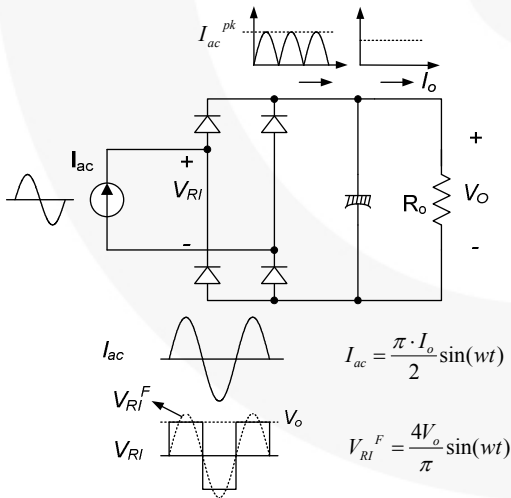 I_ac^pk
I_o
I_ac
+
V_RI
-
+
V_O
-
R_o
I_ac
I_ac = π · I_o / 2 sin(wt)
V_RI^F
V_o
V_RI
V_RI^F = 4V_o / π sin(wt)